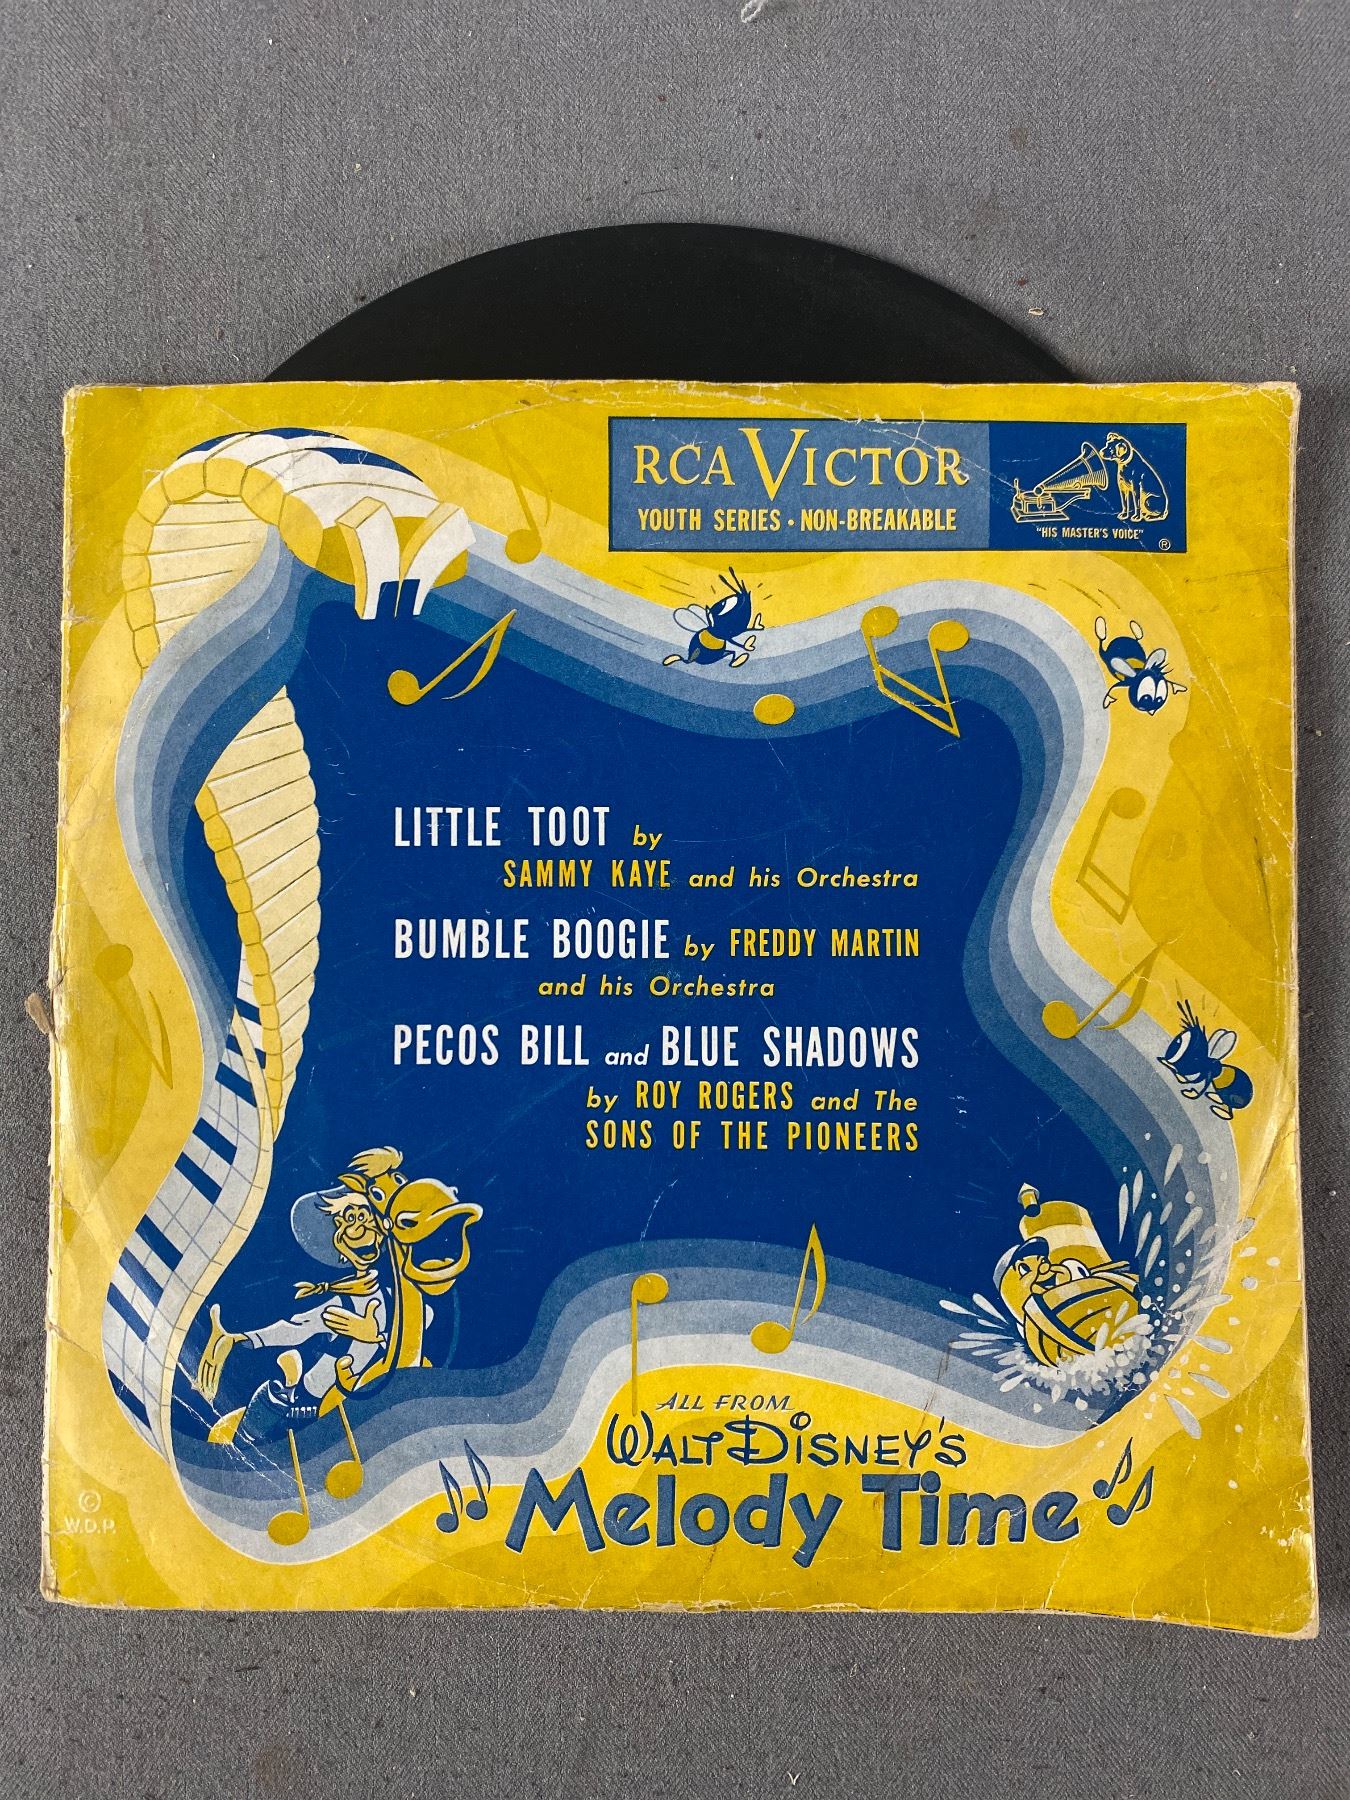 RCA VICTOR
YOUTH SERIES • NON-BREAKABLE
"HIS MASTER'S VOICE"
®
LITTLE TOOT by
SAMMY KAYE and his Orchestra
BUMBLE BOOGIE by FREDDY MARTIN
and his Orchestra
PECOS BILL and BLUE SHADOWS
by ROY ROGERS and The
SONS OF THE PIONEERS
ALL FROM
WALT DISNEY'S
Melody Time
©
W.D.P.